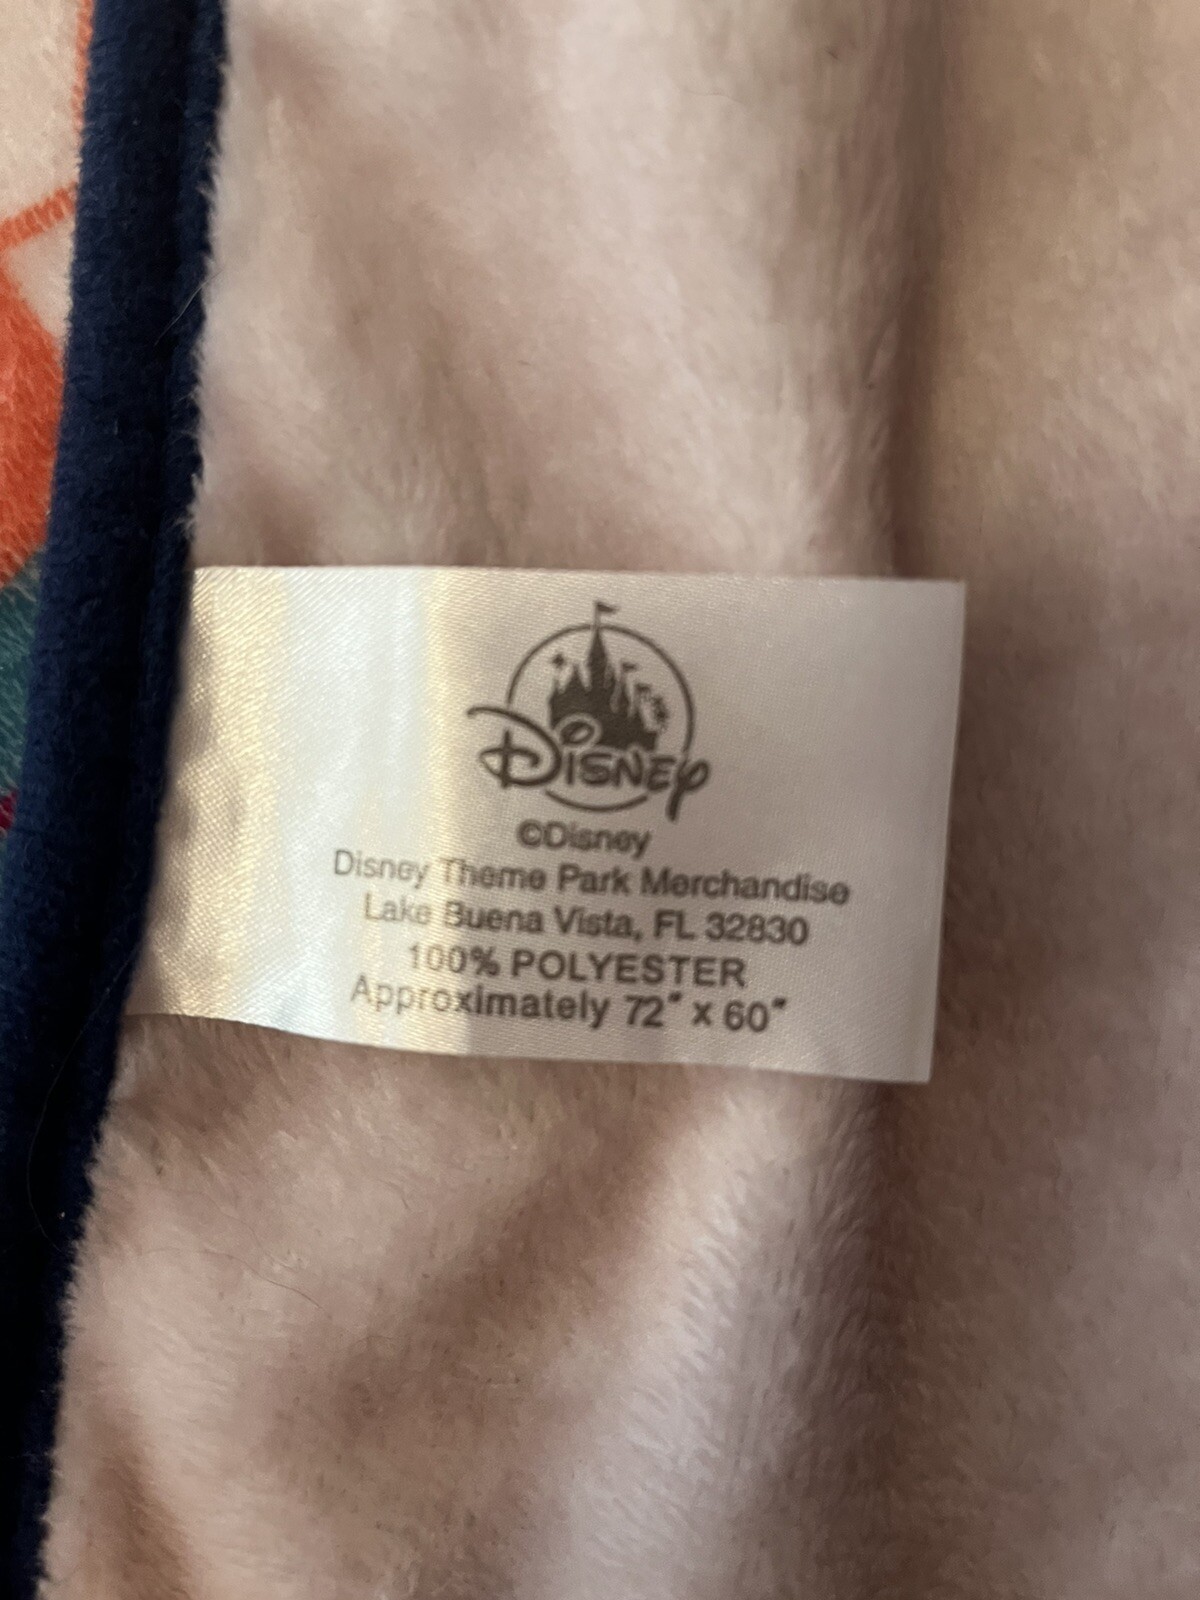 Disney
©Disney
Disney Theme Park Merchandise
Lake Buena Vista, FL 32830
100% POLYESTER
Approximately 72" x 60"